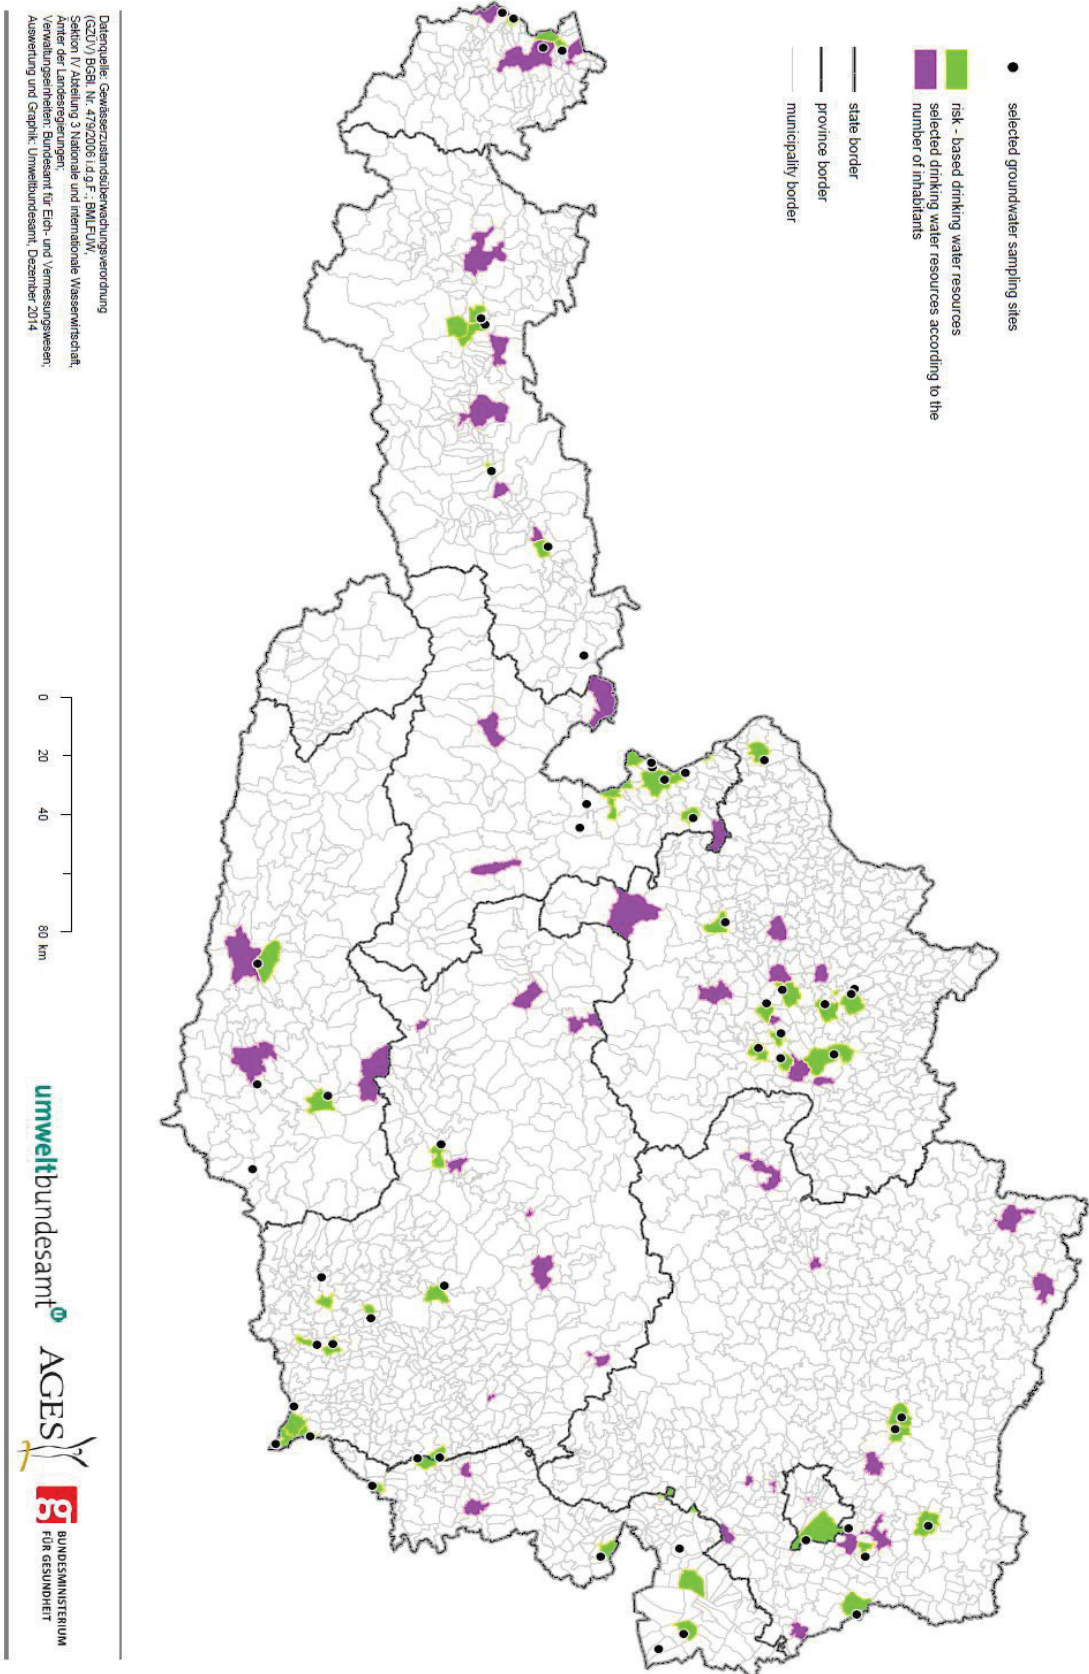 selected groundwater sampling sites
risk - based drinking water resources
selected drinking water resources according to the
number of inhabitants
state border
province border
municipality border
Datenquelle: Gewässerzustandsüberwachungsverordnung
(GZÜV) BGBl. Nr. 479/2006 i.d.g.F.; BMLFUW,
Sektion IV Abteilung 3 Nationale und internationale Wasserwirtschaft,
Ämter der Landesregierungen;
Verwaltungseinheiten: Bundesamt für Eich- und Vermessungswesen;
Auswertung und Graphik: Umweltbundesamt, Dezember 2014
0 20 40 80 km
umweltbundesamt
AGES
BUNDESMINISTERIUM
FÜR GESUNDHEIT